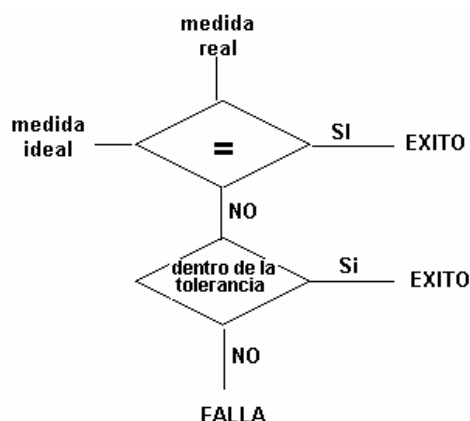 medida
real
medida
ideal
=
SI
EXITO
NO
dentro de la
tolerancia
Si
EXITO
NO
FALLA